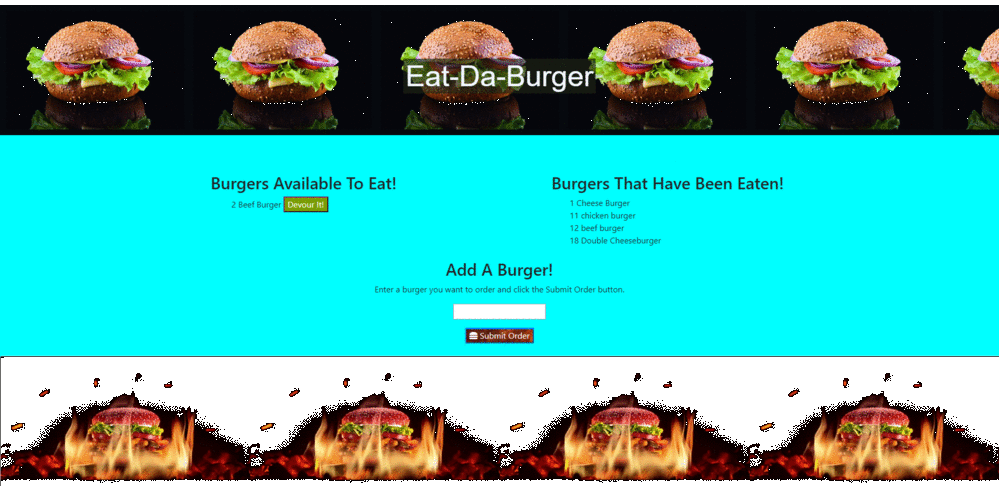 Eat-Da-Burger
Burgers Available To Eat!
2 Beef Burger Devour It!
Burgers That Have Been Eaten!
1 Cheese Burger
11 chicken burger
12 beef burger
18 Double Cheeseburger
Add A Burger!
Enter a burger you want to order and click the Submit Order button.
Submit Order